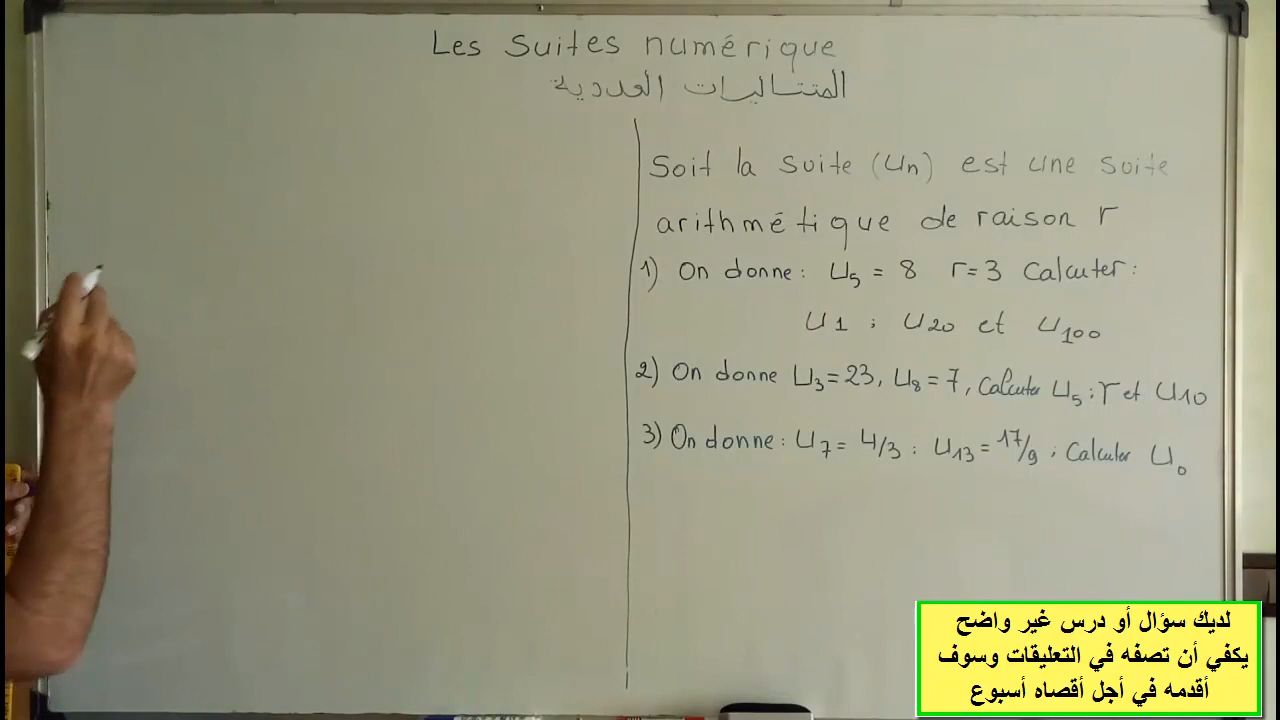 Les suites numérique
المتتاليات العددية
Soit la suite (Un) est une suite
arithmétique de raison r
1) On donne: U5 = 8 r=3 Calculer:
U1 ; U20 et U100
2) On donne U3=23, U8=7, Calculer U5; r et U10
3) On donne: U7= 4/3 ; U13= 17/9 ; Calculer U0
لديك سؤال أو درس غير واضح
يكفي أن تصفه في التعليقات وسوف
أقدمه في أجل أقصاه أسبوع